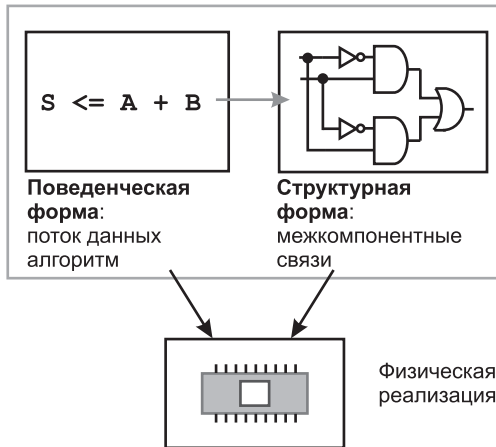 S <= A + B
Поведенческая
форма:
поток данных
алгоритм
Структурная
форма:
межкомпонентные
связи
Физическая
реализация